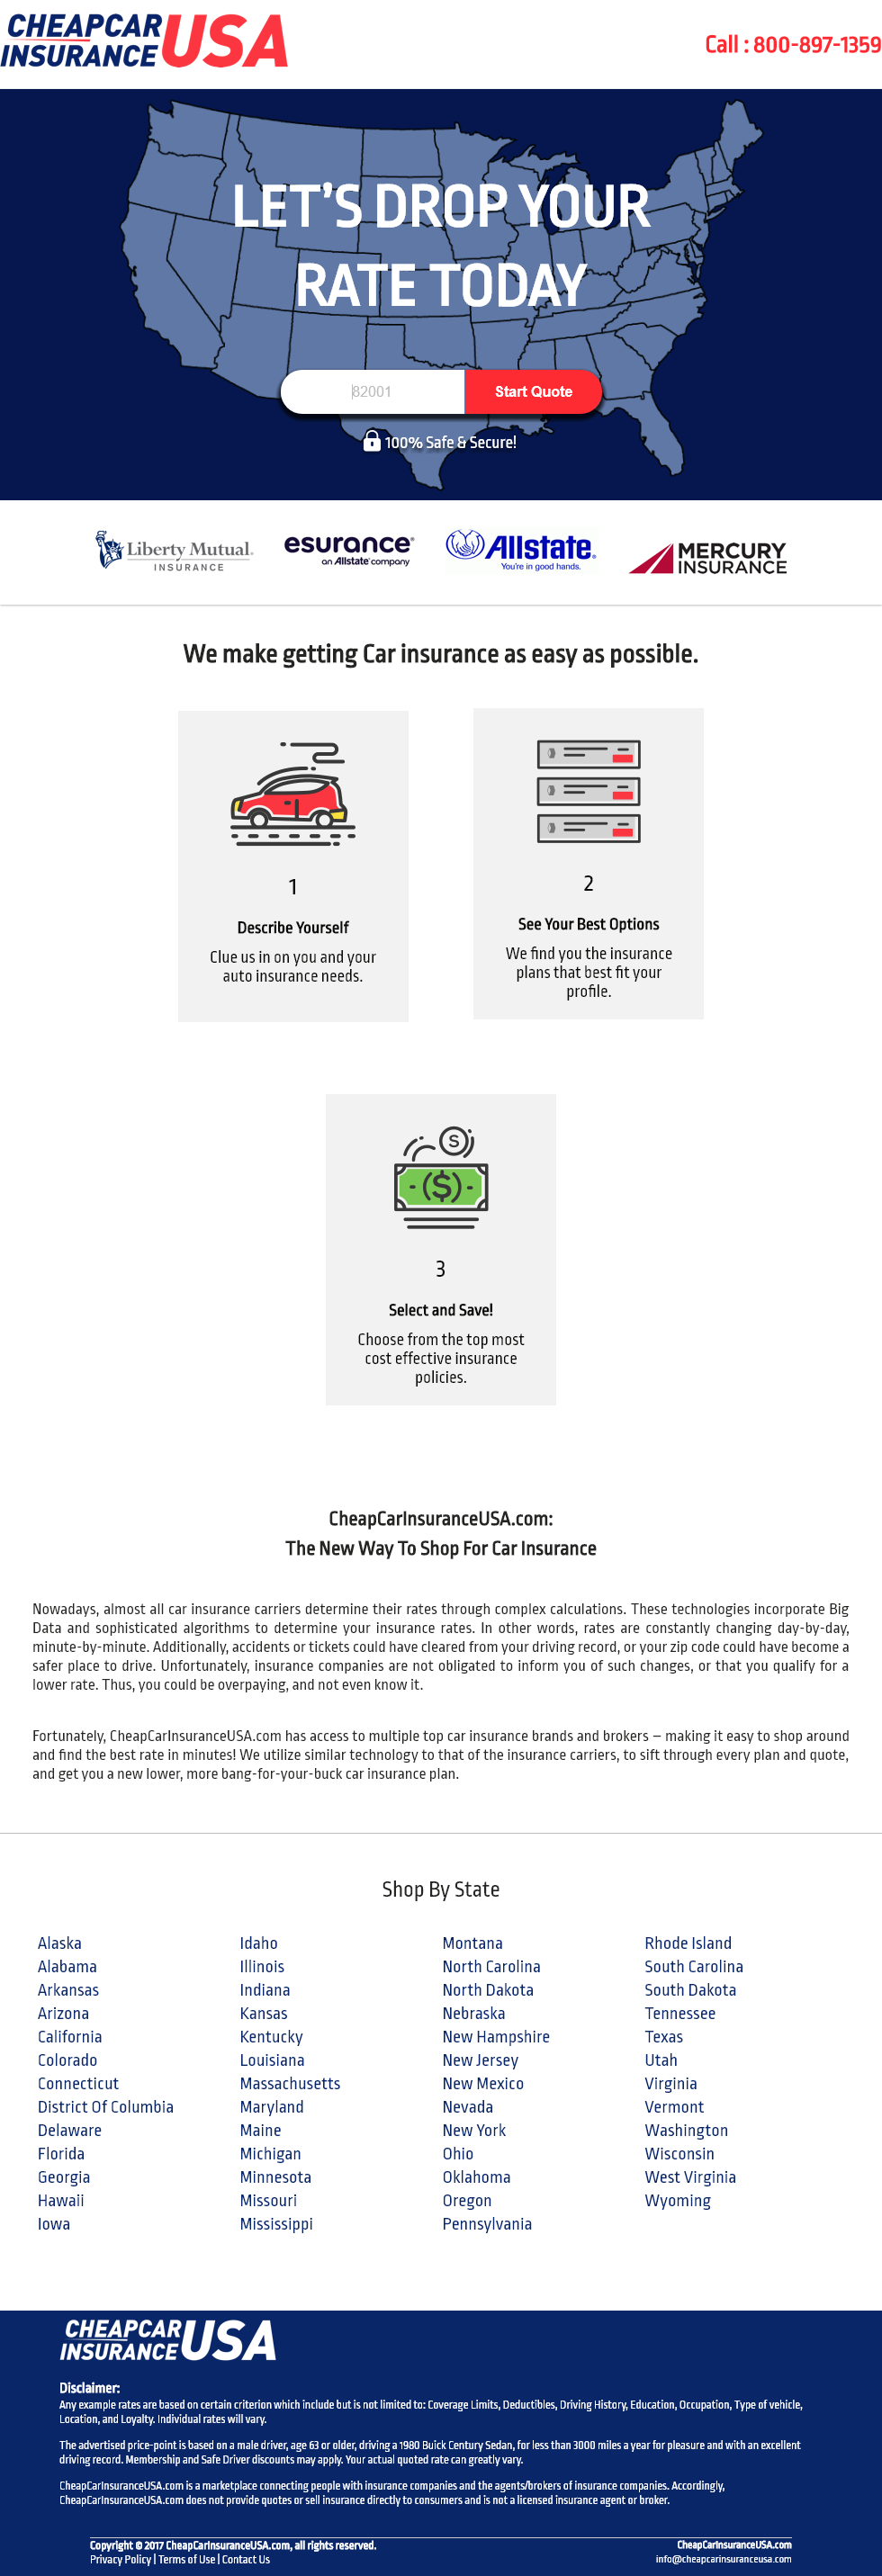 CHEAPCAR
INSURANCE USA
Call : 800-897-1359
LET'S DROP YOUR
RATE TODAY
82001
Start Quote
100% Safe & Secure!
Liberty Mutual®
INSURANCE
esurance®
an Allstate® company
Allstate®
You're in good hands.
MERCURY
INSURANCE
We make getting Car insurance as easy as possible.
1
Describe Yourself
Clue us in on you and your
auto insurance needs.
2
See Your Best Options
We find you the insurance
plans that best fit your
profile.
S
$
3
Select and Save!
Choose from the top most
cost effective insurance
policies.
CheapCarInsuranceUSA.com:
The New Way To Shop For Car Insurance
Nowadays, almost all car insurance carriers determine their rates through complex calculations. These technologies incorporate Big
Data and sophisticated algorithms to determine your insurance rates. In other words, rates are constantly changing day-by-day,
minute-by-minute. Additionally, accidents or tickets could have cleared from your driving record, or your zip code could have become a
safer place to drive. Unfortunately, insurance companies are not obligated to inform you of such changes, or that you qualify for a
lower rate. Thus, you could be overpaying, and not even know it.
Fortunately, CheapCarInsuranceUSA.com has access to multiple top car insurance brands and brokers – making it easy to shop around
and find the best rate in minutes! We utilize similar technology to that of the insurance carriers, to sift through every plan and quote,
and get you a new lower, more bang-for-your-buck car insurance plan.
Shop By State
Alaska
Alabama
Arkansas
Arizona
California
Colorado
Connecticut
District Of Columbia
Delaware
Florida
Georgia
Hawaii
Iowa
Idaho
Illinois
Indiana
Kansas
Kentucky
Louisiana
Massachusetts
Maryland
Maine
Michigan
Minnesota
Missouri
Mississippi
Montana
North Carolina
North Dakota
Nebraska
New Hampshire
New Jersey
New Mexico
Nevada
New York
Ohio
Oklahoma
Oregon
Pennsylvania
Rhode Island
South Carolina
South Dakota
Tennessee
Texas
Utah
Virginia
Vermont
Washington
Wisconsin
West Virginia
Wyoming
CHEAPCAR
INSURANCE USA
Disclaimer:
Any example rates are based on certain criterion which include but is not limited to: Coverage Limits, Deductibles, Driving History, Education, Occupation, Type of vehicle,
Location, and Loyalty. Individual rates will vary.
The advertised price-point is based on a male driver, age 63 or older, driving a 1980 Buick Century Sedan, for less than 3000 miles a year for pleasure and with an excellent
driving record. Membership and Safe Driver discounts may apply. Your actual quoted rate can greatly vary.
CheapCarInsuranceUSA.com is a marketplace connecting people with insurance companies and the agents/brokers of insurance companies. Accordingly,
CheapCarInsuranceUSA.com does not provide quotes or sell insurance directly to consumers and is not a licensed insurance agent or broker.
Copyright © 2017 CheapCarInsuranceUSA.com, all rights reserved.
Privacy Policy | Terms of Use | Contact Us
CheapCarInsuranceUSA.com
info@cheapcarinsuranceusa.com